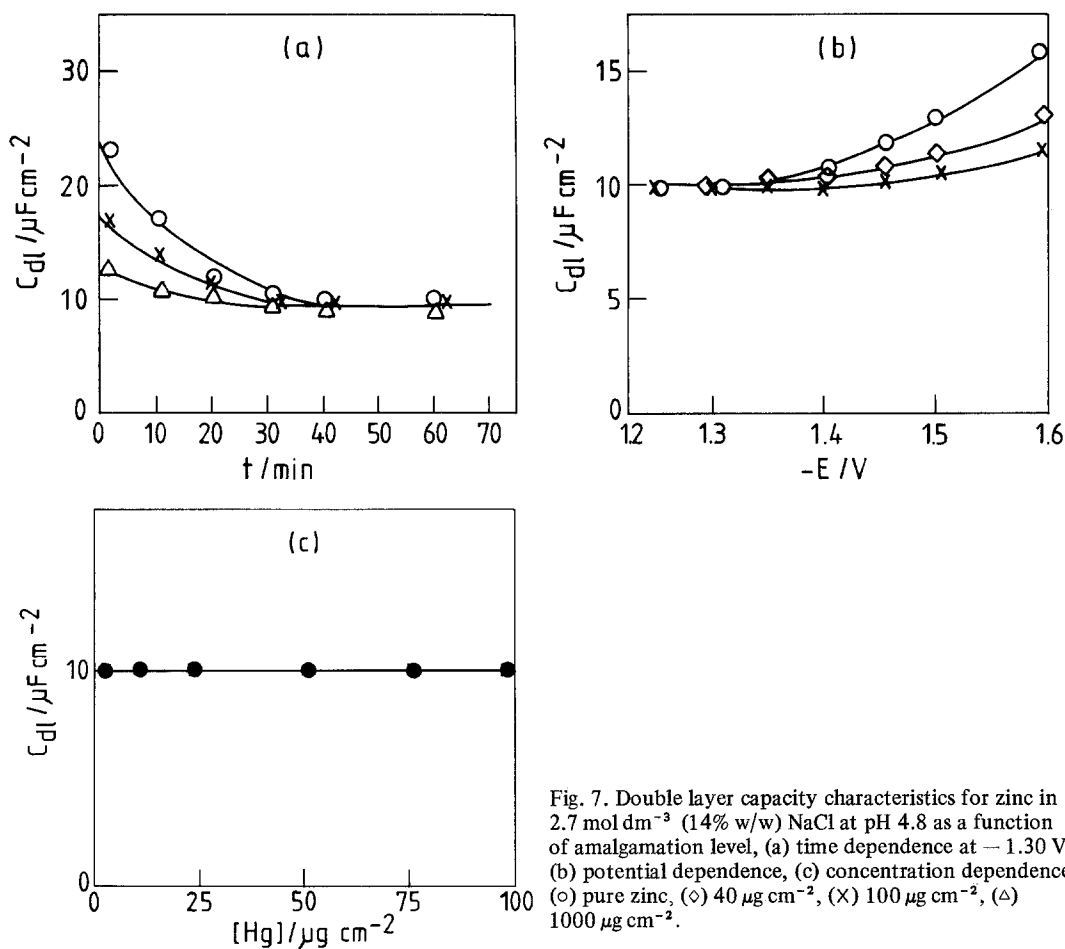 (a)
30
20
10
0
C_dl /μF cm⁻²
0 10 20 30 40 50 60 70
t /min
(b)
15
10
5
0
C_dl /μF cm⁻²
1.2 1.3 1.4 1.5 1.6
-E /V
(c)
10
0
C_dl /μF cm⁻²
0 25 50 75 100
[Hg]/μg cm⁻²
Fig. 7. Double layer capacity characteristics for zinc in
2.7 mol dm⁻³ (14% w/w) NaCl at pH 4.8 as a function
of amalgamation level, (a) time dependence at — 1.30 V
(b) potential dependence, (c) concentration dependence
(○) pure zinc, (◇) 40 μg cm⁻², (X) 100 μg cm⁻², (△)
1000 μg cm⁻².